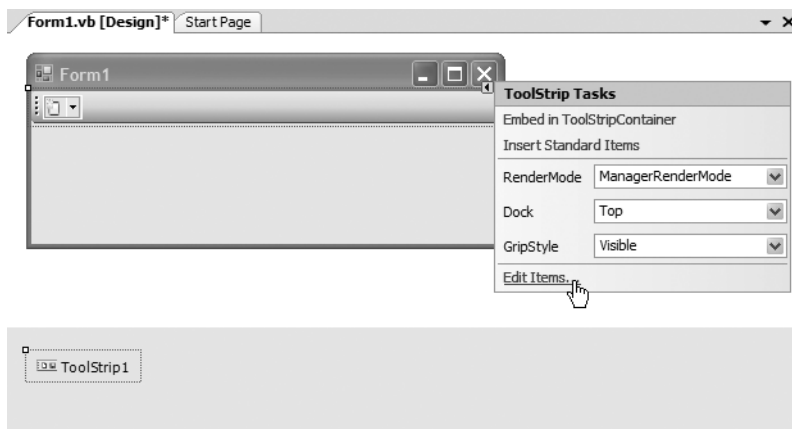 Form1.vb [Design]* Start Page
Form1
ToolStrip Tasks
Embed in ToolStripContainer
Insert Standard Items
RenderMode ManagerRenderMode
Dock Top
GripStyle Visible
Edit Items...
ToolStrip1